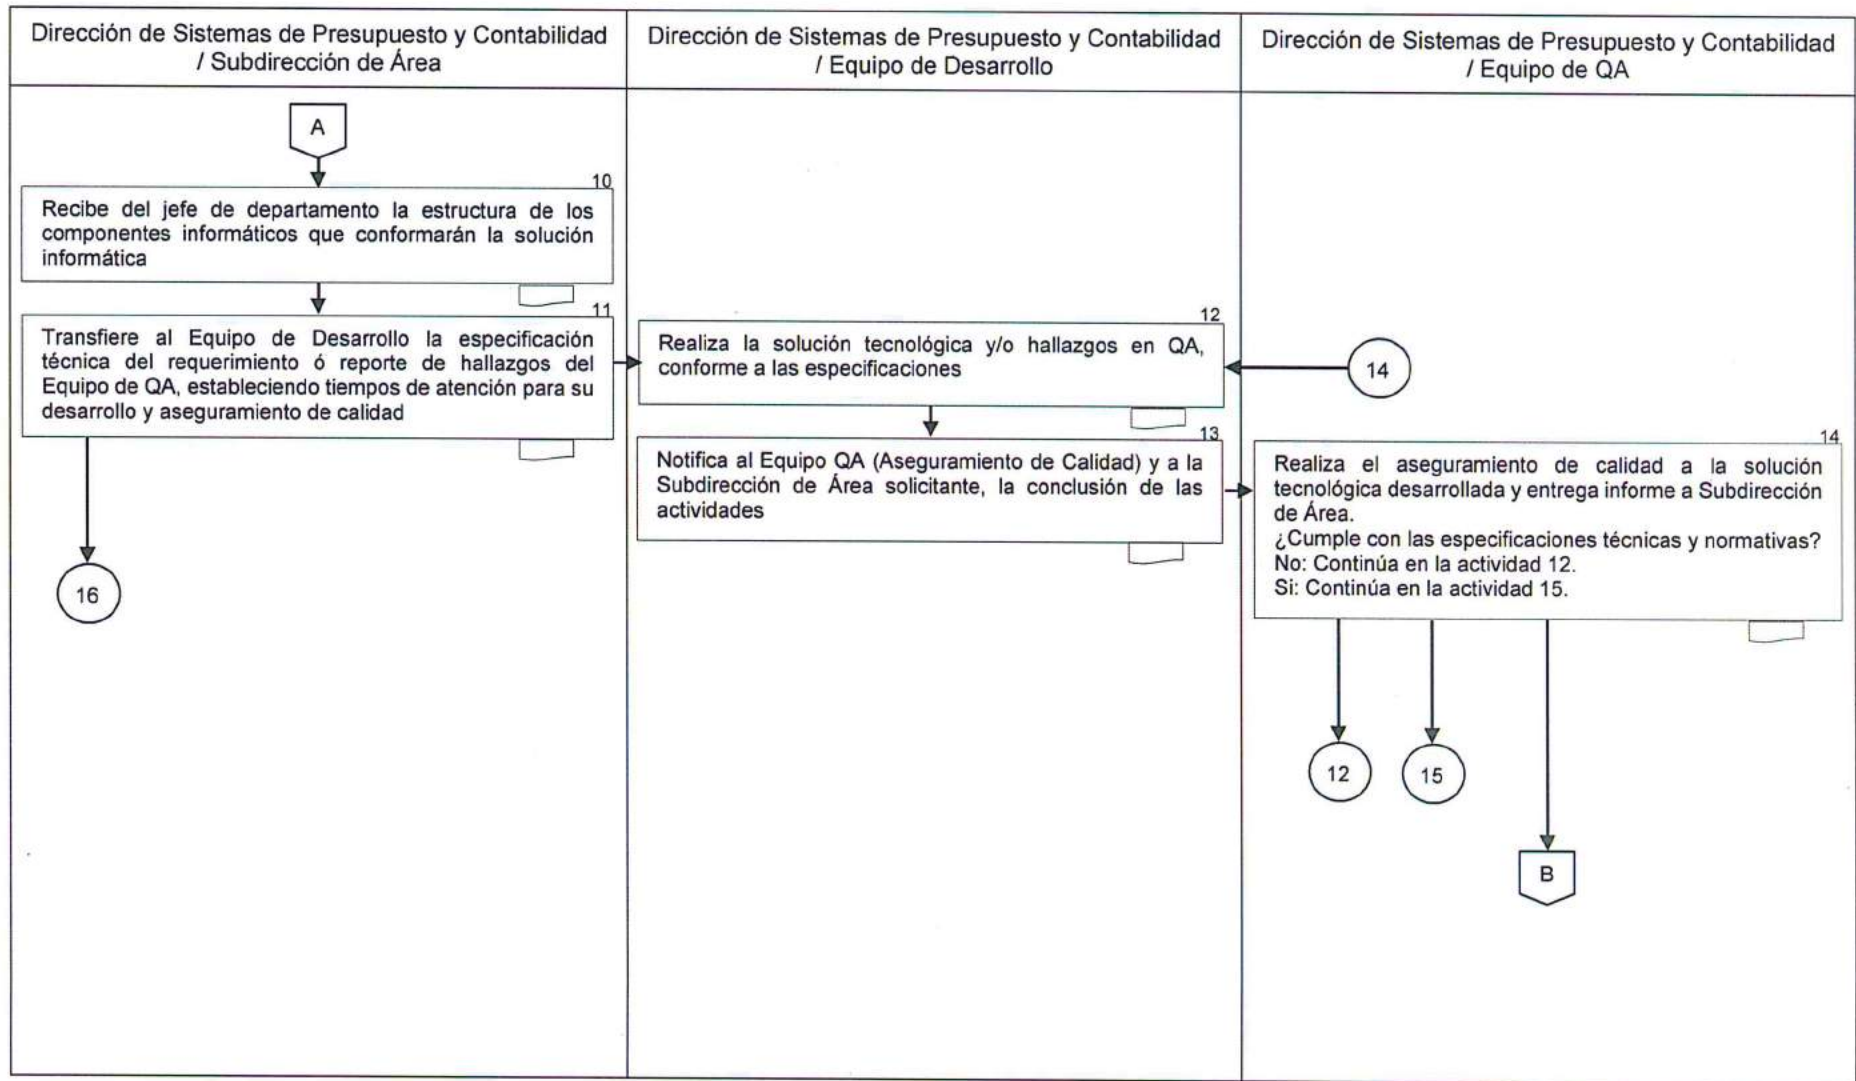 Dirección de Sistemas de Presupuesto y Contabilidad
/ Subdirección de Área
Dirección de Sistemas de Presupuesto y Contabilidad
/ Equipo de Desarrollo
Dirección de Sistemas de Presupuesto y Contabilidad
/ Equipo de QA
A
10
Recibe del jefe de departamento la estructura de los
componentes informáticos que conformarán la solución
informática
11
Transfiere al Equipo de Desarrollo la especificación
técnica del requerimiento ó reporte de hallazgos del
Equipo de QA, estableciendo tiempos de atención para su
desarrollo y aseguramiento de calidad
16
12
Realiza la solución tecnológica y/o hallazgos en QA,
conforme a las especificaciones
14
13
Notifica al Equipo QA (Aseguramiento de Calidad) y a la
Subdirección de Área solicitante, la conclusión de las
actividades
14
Realiza el aseguramiento de calidad a la solución
tecnológica desarrollada y entrega informe a Subdirección
de Área.
¿Cumple con las especificaciones técnicas y normativas?
No: Continúa en la actividad 12.
Si: Continúa en la actividad 15.
12
15
B